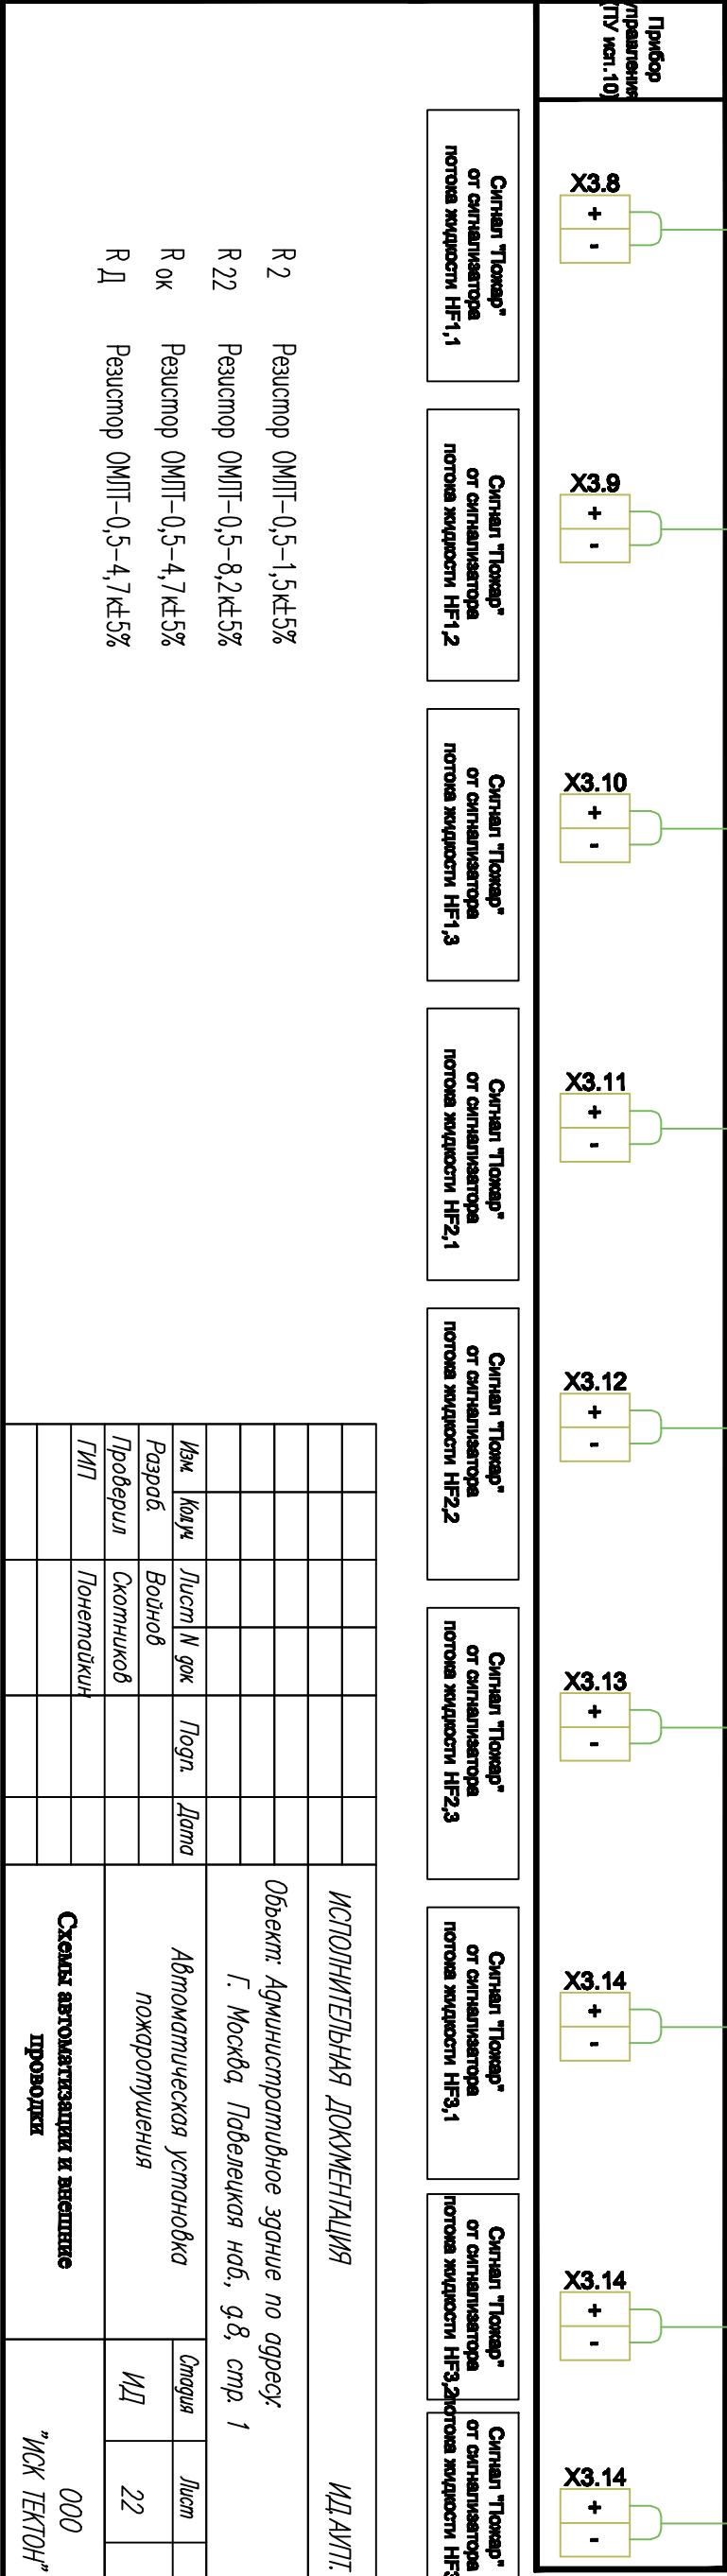 Прибор
управления
ПУ исп.10)
X3.8
+
-
X3.9
+
-
X3.10
+
-
X3.11
+
-
X3.12
+
-
X3.13
+
-
X3.14
+
-
X3.14
+
-
X3.14
+
-
Сигнал "Пожар"
от сигнализатора
потока жидкости HF1,1
Сигнал "Пожар"
от сигнализатора
потока жидкости HF1,2
Сигнал "Пожар"
от сигнализатора
потока жидкости HF1,3
Сигнал "Пожар"
от сигнализатора
потока жидкости HF2,1
Сигнал "Пожар"
от сигнализатора
потока жидкости HF2,2
Сигнал "Пожар"
от сигнализатора
потока жидкости HF2,3
Сигнал "Пожар"
от сигнализатора
потока жидкости HF3,1
Сигнал "Пожар"
от сигнализатора
потока жидкости HF3,2
Сигнал "Пожар"
от сигнализатора
потока жидкости
R 2 Резистор ОМЛТ-0,5-1,5к±5%
R 22 Резистор ОМЛТ-0,5-8,2к±5%
R ок Резистор ОМЛТ-0,5-4,7к±5%
R Д Резистор ОМЛТ-0,5-4,7к±5%
ИСПОЛНИТЕЛЬНАЯ ДОКУМЕНТАЦИЯ ИД.АУПТ.
Объект: Административное здание по адресу:
Г. Москва, Павелецкая наб., д.8, стр. 1
Изм. Кол.уч Лист N док Подп. Дата
Разраб. Войнов
Проверил Скотников
ГИП Понетайкин
Автоматическая установка
пожаротушения
Стадия Лист
ИД 22
Схемы автоматизации и внешние
проводки
ООО
"ИСК ТЕКТОН"